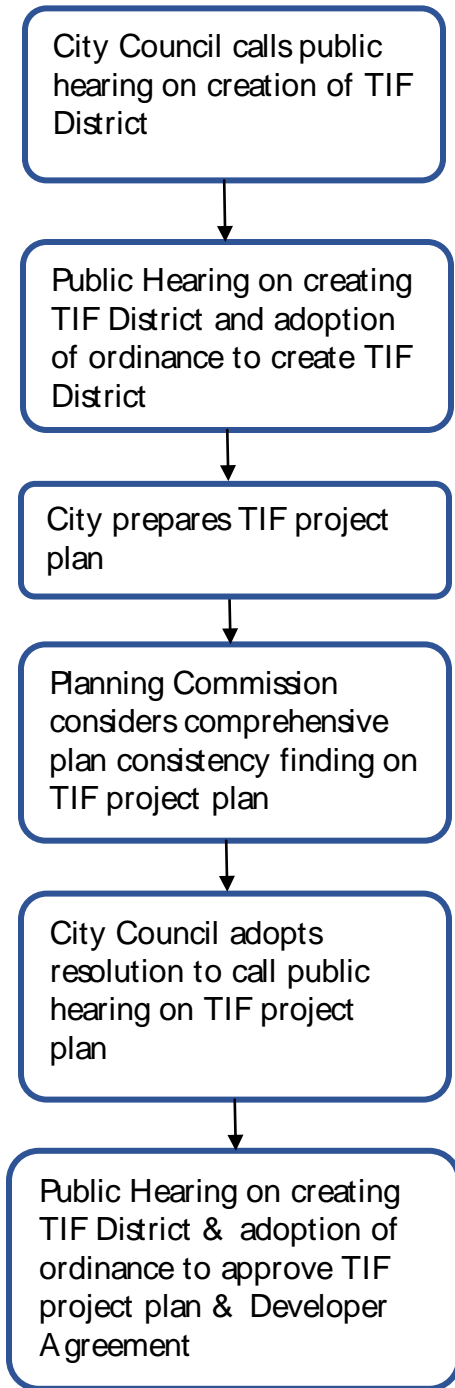 City Council calls public
hearing on creation of TIF
District
Public Hearing on creating
TIF District and adoption
of ordinance to create TIF
District
City prepares TIF project
plan
Planning Commission
considers comprehensive
plan consistency finding on
TIF project plan
City Council adopts
resolution to call public
hearing on TIF project
plan
Public Hearing on creating
TIF District & adoption of
ordinance to approve TIF
project plan & Developer
Agreement